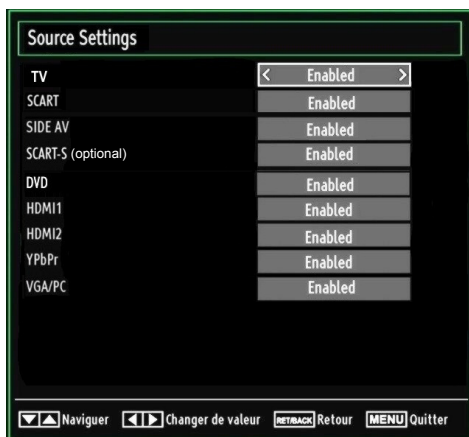 Source Settings
TV < Enabled >
SCART Enabled
SIDE AV Enabled
SCART-S (optional) Enabled
DVD Enabled
HDMI1 Enabled
HDMI2 Enabled
YPbPr Enabled
VGA/PC Enabled
Naviguer Changer de valeur RET/BACK Retour MENU Quitter